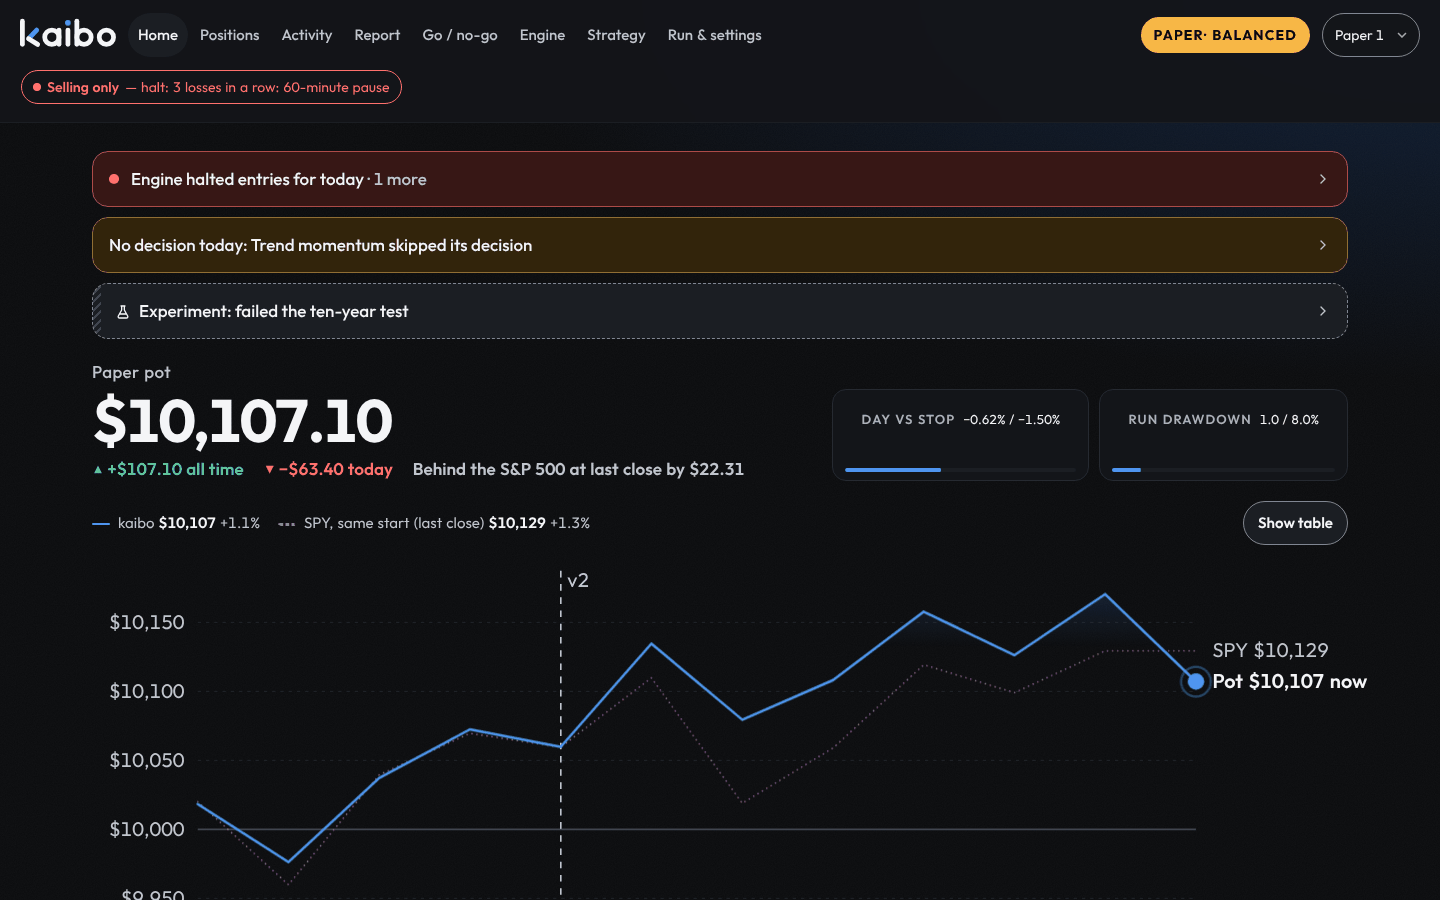 kaibo
Home Positions Activity Report Go / no-go Engine Strategy Run & settings
PAPER· BALANCED
Paper 1
Selling only — halt: 3 losses in a row: 60-minute pause
Engine halted entries for today · 1 more
No decision today: Trend momentum skipped its decision
Experiment: failed the ten-year test
Paper pot
$10,107.10
▲ +$107.10 all time ▼ −$63.40 today Behind the S&P 500 at last close by $22.31
DAY VS STOP −0.62% / −1.50%
RUN DRAWDOWN 1.0 / 8.0%
kaibo $10,107 +1.1% SPY, same start (last close) $10,129 +1.3%
Show table
v2
$10,150
SPY $10,129
Pot $10,107 now
$10,100
$10,050
$10,000
$9,950